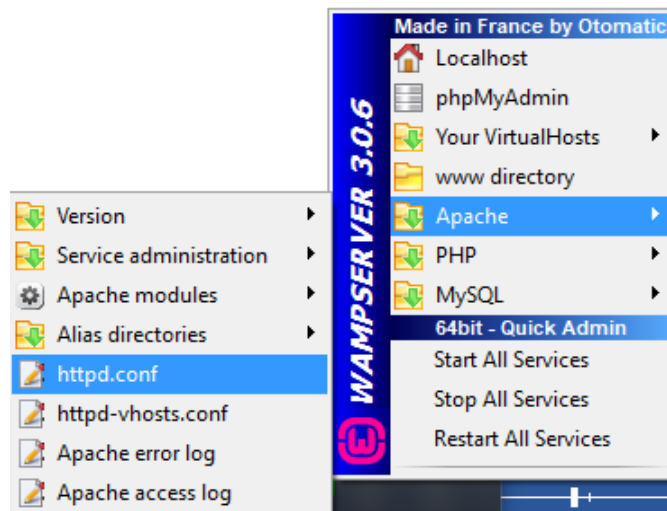 Made in France by Otomatic
Localhost
phpMyAdmin
Your VirtualHosts
www directory
Apache
PHP
MySQL
64bit - Quick Admin
Start All Services
Stop All Services
Restart All Services
WAMPSERVER 3.0.6
Version
Service administration
Apache modules
Alias directories
httpd.conf
httpd-vhosts.conf
Apache error log
Apache access log